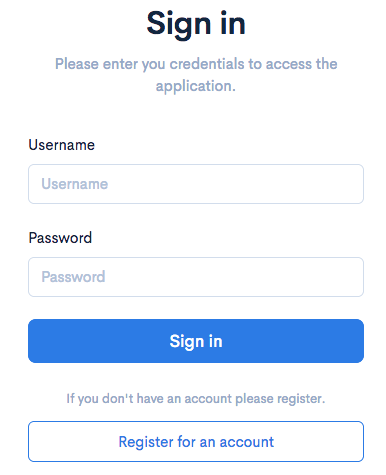 Sign in
Please enter you credentials to access the
application.
Username
Username
Password
Password
Sign in
If you don't have an account please register.
Register for an account